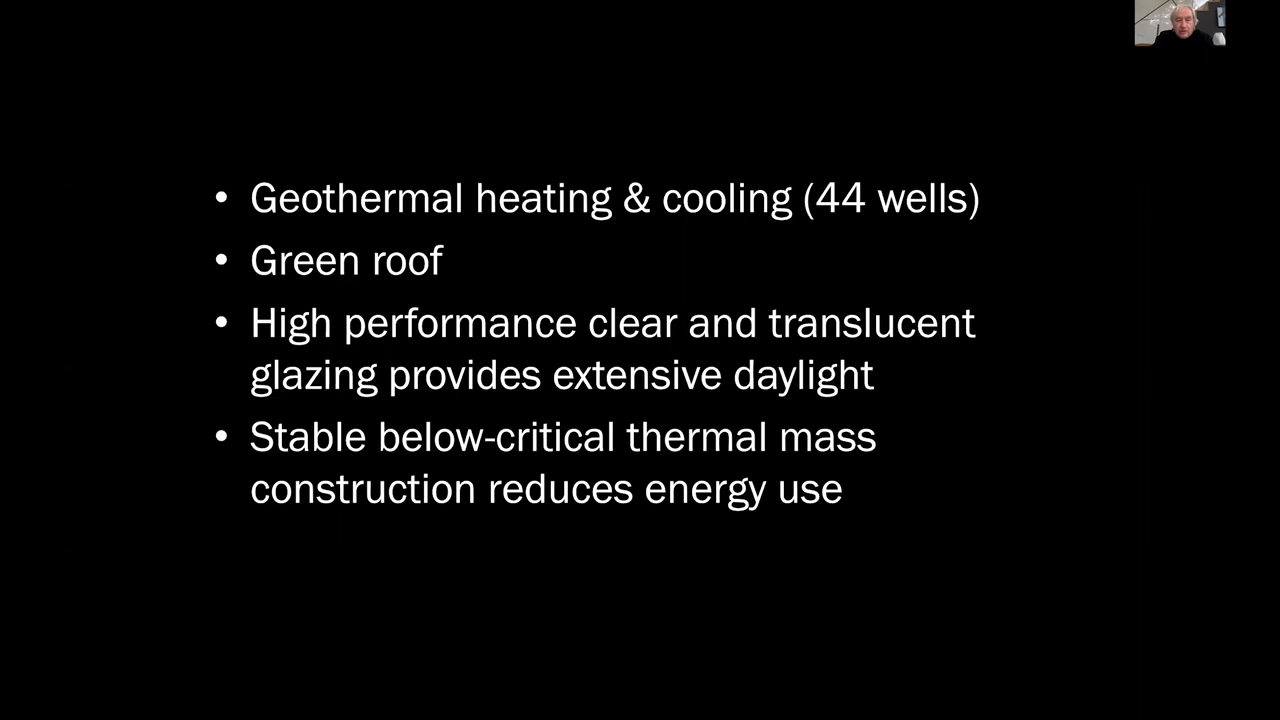 • Geothermal heating & cooling (44 wells)
• Green roof
• High performance clear and translucent
glazing provides extensive daylight
• Stable below-critical thermal mass
construction reduces energy use